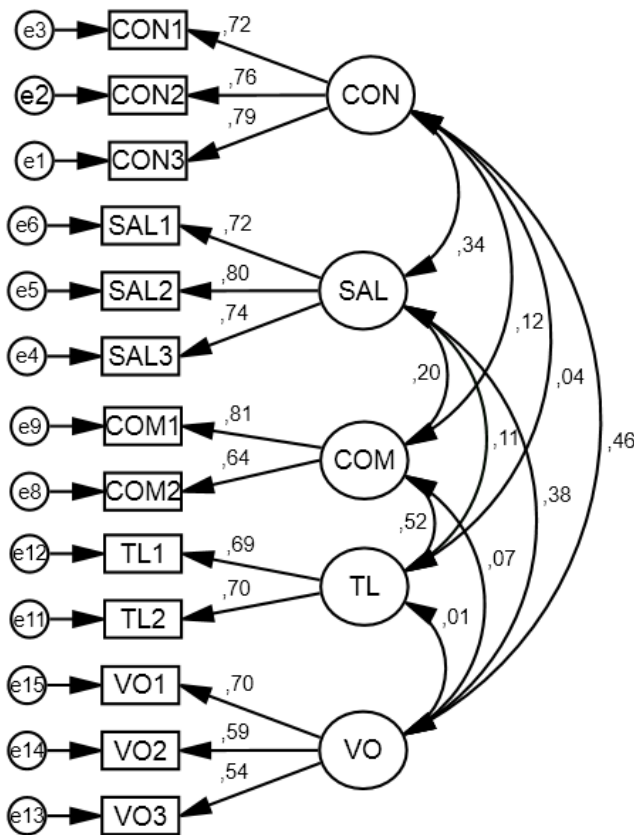 e3 CON1 ,72
e2 CON2 ,76 CON
e1 CON3 ,79
e6 SAL1 ,72 ,34
e5 SAL2 ,80 SAL
e4 SAL3 ,74 ,12
,20 ,04
e9 COM1 ,81 ,11 ,46
e8 COM2 ,64 COM ,38
,52 ,07
e12 TL1 ,69
e11 TL2 ,70 TL ,01
e15 VO1 ,70
e14 VO2 ,59 VO
e13 VO3 ,54